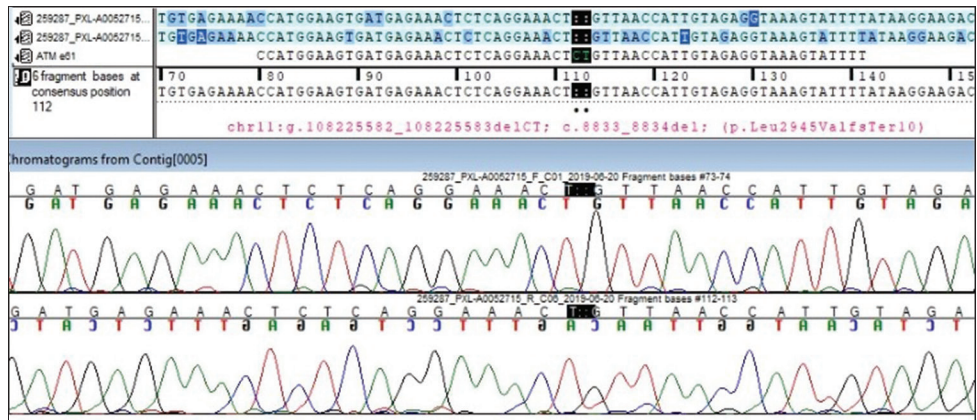 259287_PXL-A0052715... TGTGAGAAAACCATGGAAGTGATGAGAAACTCTCAGGAAACT::GTTAACCATTGTAGAGGTAAAGTATTTTATAAGGAAGAC
259287_PXL-A0052715... TGTGAGAAAACCATGGAAGTGATGAGAAACTCTCAGGAAACT::GTTAACCATTGTAGAGGTAAAGTATTTTATAAGGAAGAC
ATM e61 CCATGGAAGTGATGAGAAACTCTCAGGAAACTCTGTTAACCATTGTAGAGGTAAAGTATTTT
6 fragment bases at consensus position 112
70 80 90 100 110 120 130 140 150
TGTGAGAAAACCATGGAAGTGATGAGAAACTCTCAGGAAACT::GTTAACCATTGTAGAGGTAAAGTATTTTATAAGGAAGAC
chr11:g.108225582_108225583delCT; c.8833_8834del; (p.Leu2945ValfsTer10)
Chromatograms from Contig[0005]
259287_PXL-A0052715_F_C01_2019-06-20 Fragment bases #73-74
G A T G A G A A A C T C T C A G G A A A C T : : G T T A A C C A T T G T A G A
G A T G A G A A A C T C T C A G G A A A C T G T T A A C C A T T G T A G A
259287_PXL-A0052715_R_C06_2019-06-20 Fragment bases #112-113
G A T G A G A A A C T C T C A G G A A A C T : : G T T A A C C A T T G T A G A
C T A C T C T T T G A G A G T C C T T T G A C A A T T G G T A A C A T C T